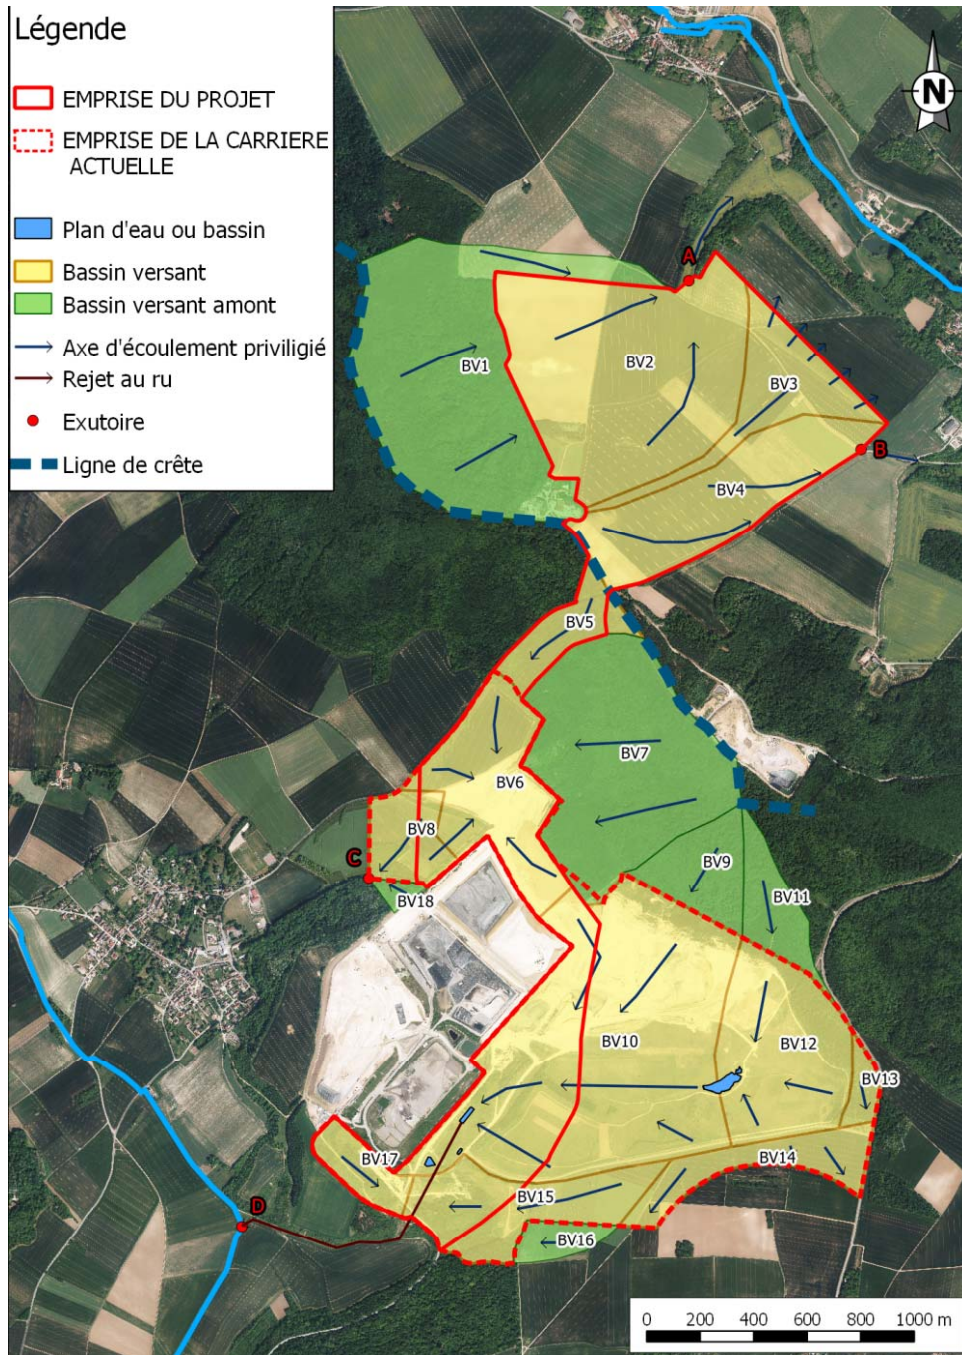 Légende
EMPRISE DU PROJET
EMPRISE DE LA CARRIERE
ACTUELLE
Plan d'eau ou bassin
Bassin versant
Bassin versant amont
Axe d'écoulement priviligié
Rejet au ru
Exutoire
Ligne de crête
N
A
BV1
BV2
BV3
B
BV4
BV5
BV7
BV6
BV8
C
BV9
BV18
BV11
BV10
BV12
BV13
BV17
BV14
BV15
D
BV16
0 200 400 600 800 1000 m